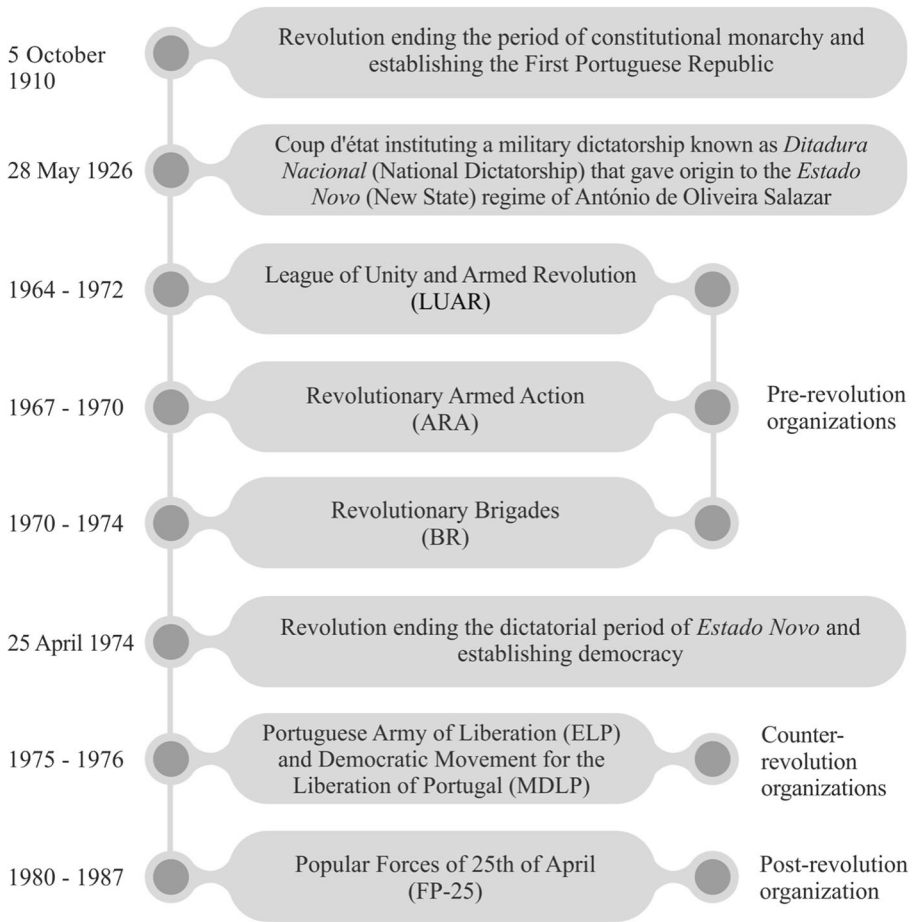 5 October
1910
Revolution ending the period of constitutional monarchy and
establishing the First Portuguese Republic
28 May 1926
Coup d'état instituting a military dictatorship known as Ditadura
Nacional (National Dictatorship) that gave origin to the Estado
Novo (New State) regime of António de Oliveira Salazar
1964 - 1972
League of Unity and Armed Revolution
(LUAR)
1967 - 1970
Revolutionary Armed Action
(ARA)
Pre-revolution
organizations
1970 - 1974
Revolutionary Brigades
(BR)
25 April 1974
Revolution ending the dictatorial period of Estado Novo and
establishing democracy
1975 - 1976
Portuguese Army of Liberation (ELP)
and Democratic Movement for the
Liberation of Portugal (MDLP)
Counter-
revolution
organizations
1980 - 1987
Popular Forces of 25th of April
(FP-25)
Post-revolution
organization